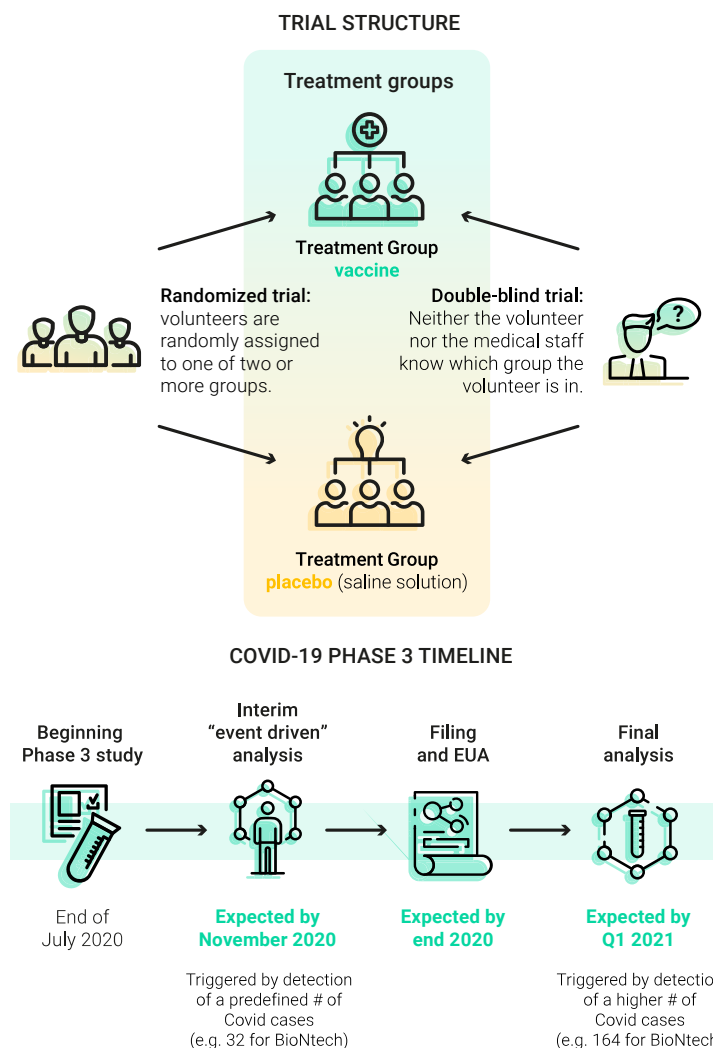 TRIAL STRUCTURE
Treatment groups
Treatment Group
vaccine
Randomized trial:
volunteers are
randomly assigned
to one of two or
more groups.
Double-blind trial:
Neither the volunteer
nor the medical staff
know which group the
volunteer is in.
?
Treatment Group
placebo (saline solution)
COVID-19 PHASE 3 TIMELINE
Beginning
Phase 3 study
End of
July 2020
Interim
“event driven”
analysis
Expected by
November 2020
Triggered by detection
of a predefined # of
Covid cases
(e.g. 32 for BioNtech)
Filing
and EUA
Expected by
end 2020
Final
analysis
Expected by
Q1 2021
Triggered by detectio
of a higher # of
Covid cases
(e.g. 164 for BioNtech